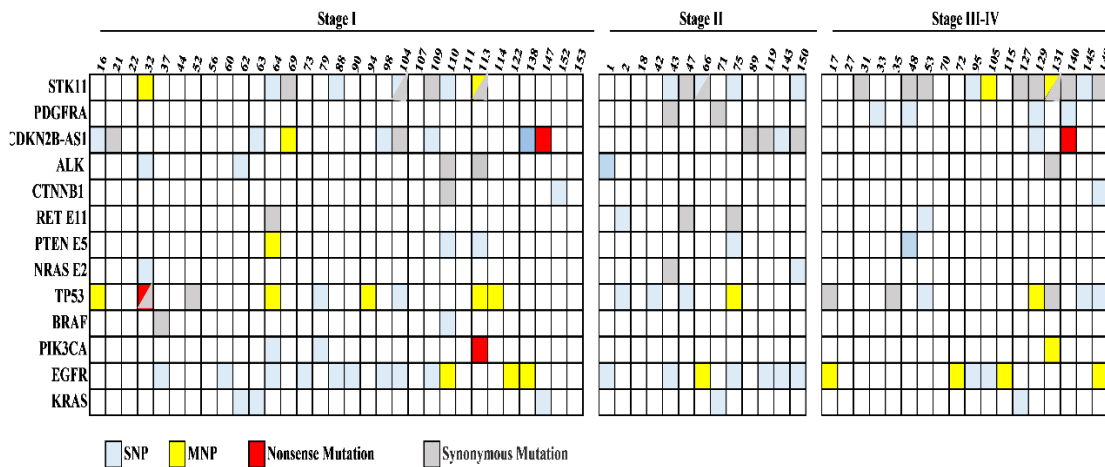 Stage I Stage II Stage III-IV
16 21 22 32 37 44 52 56 60 62 63 64 69 73 79 88 90 94 98 104 107 109 110 111 113 114 122 138 147 152 153 1 2 18 42 43 47 66 71 75 89 119 143 150 17 27 31 33 35 48 53 70 72 95 105 115 127 129 131 140 145
STK11
PDGFRA
CDKN2B-AS1
ALK
CTNNB1
RET E11
PTEN E5
NRAS E2
TP53
BRAF
PIK3CA
EGFR
KRAS
SNP MNP Nonsense Mutation Synonymous Mutation